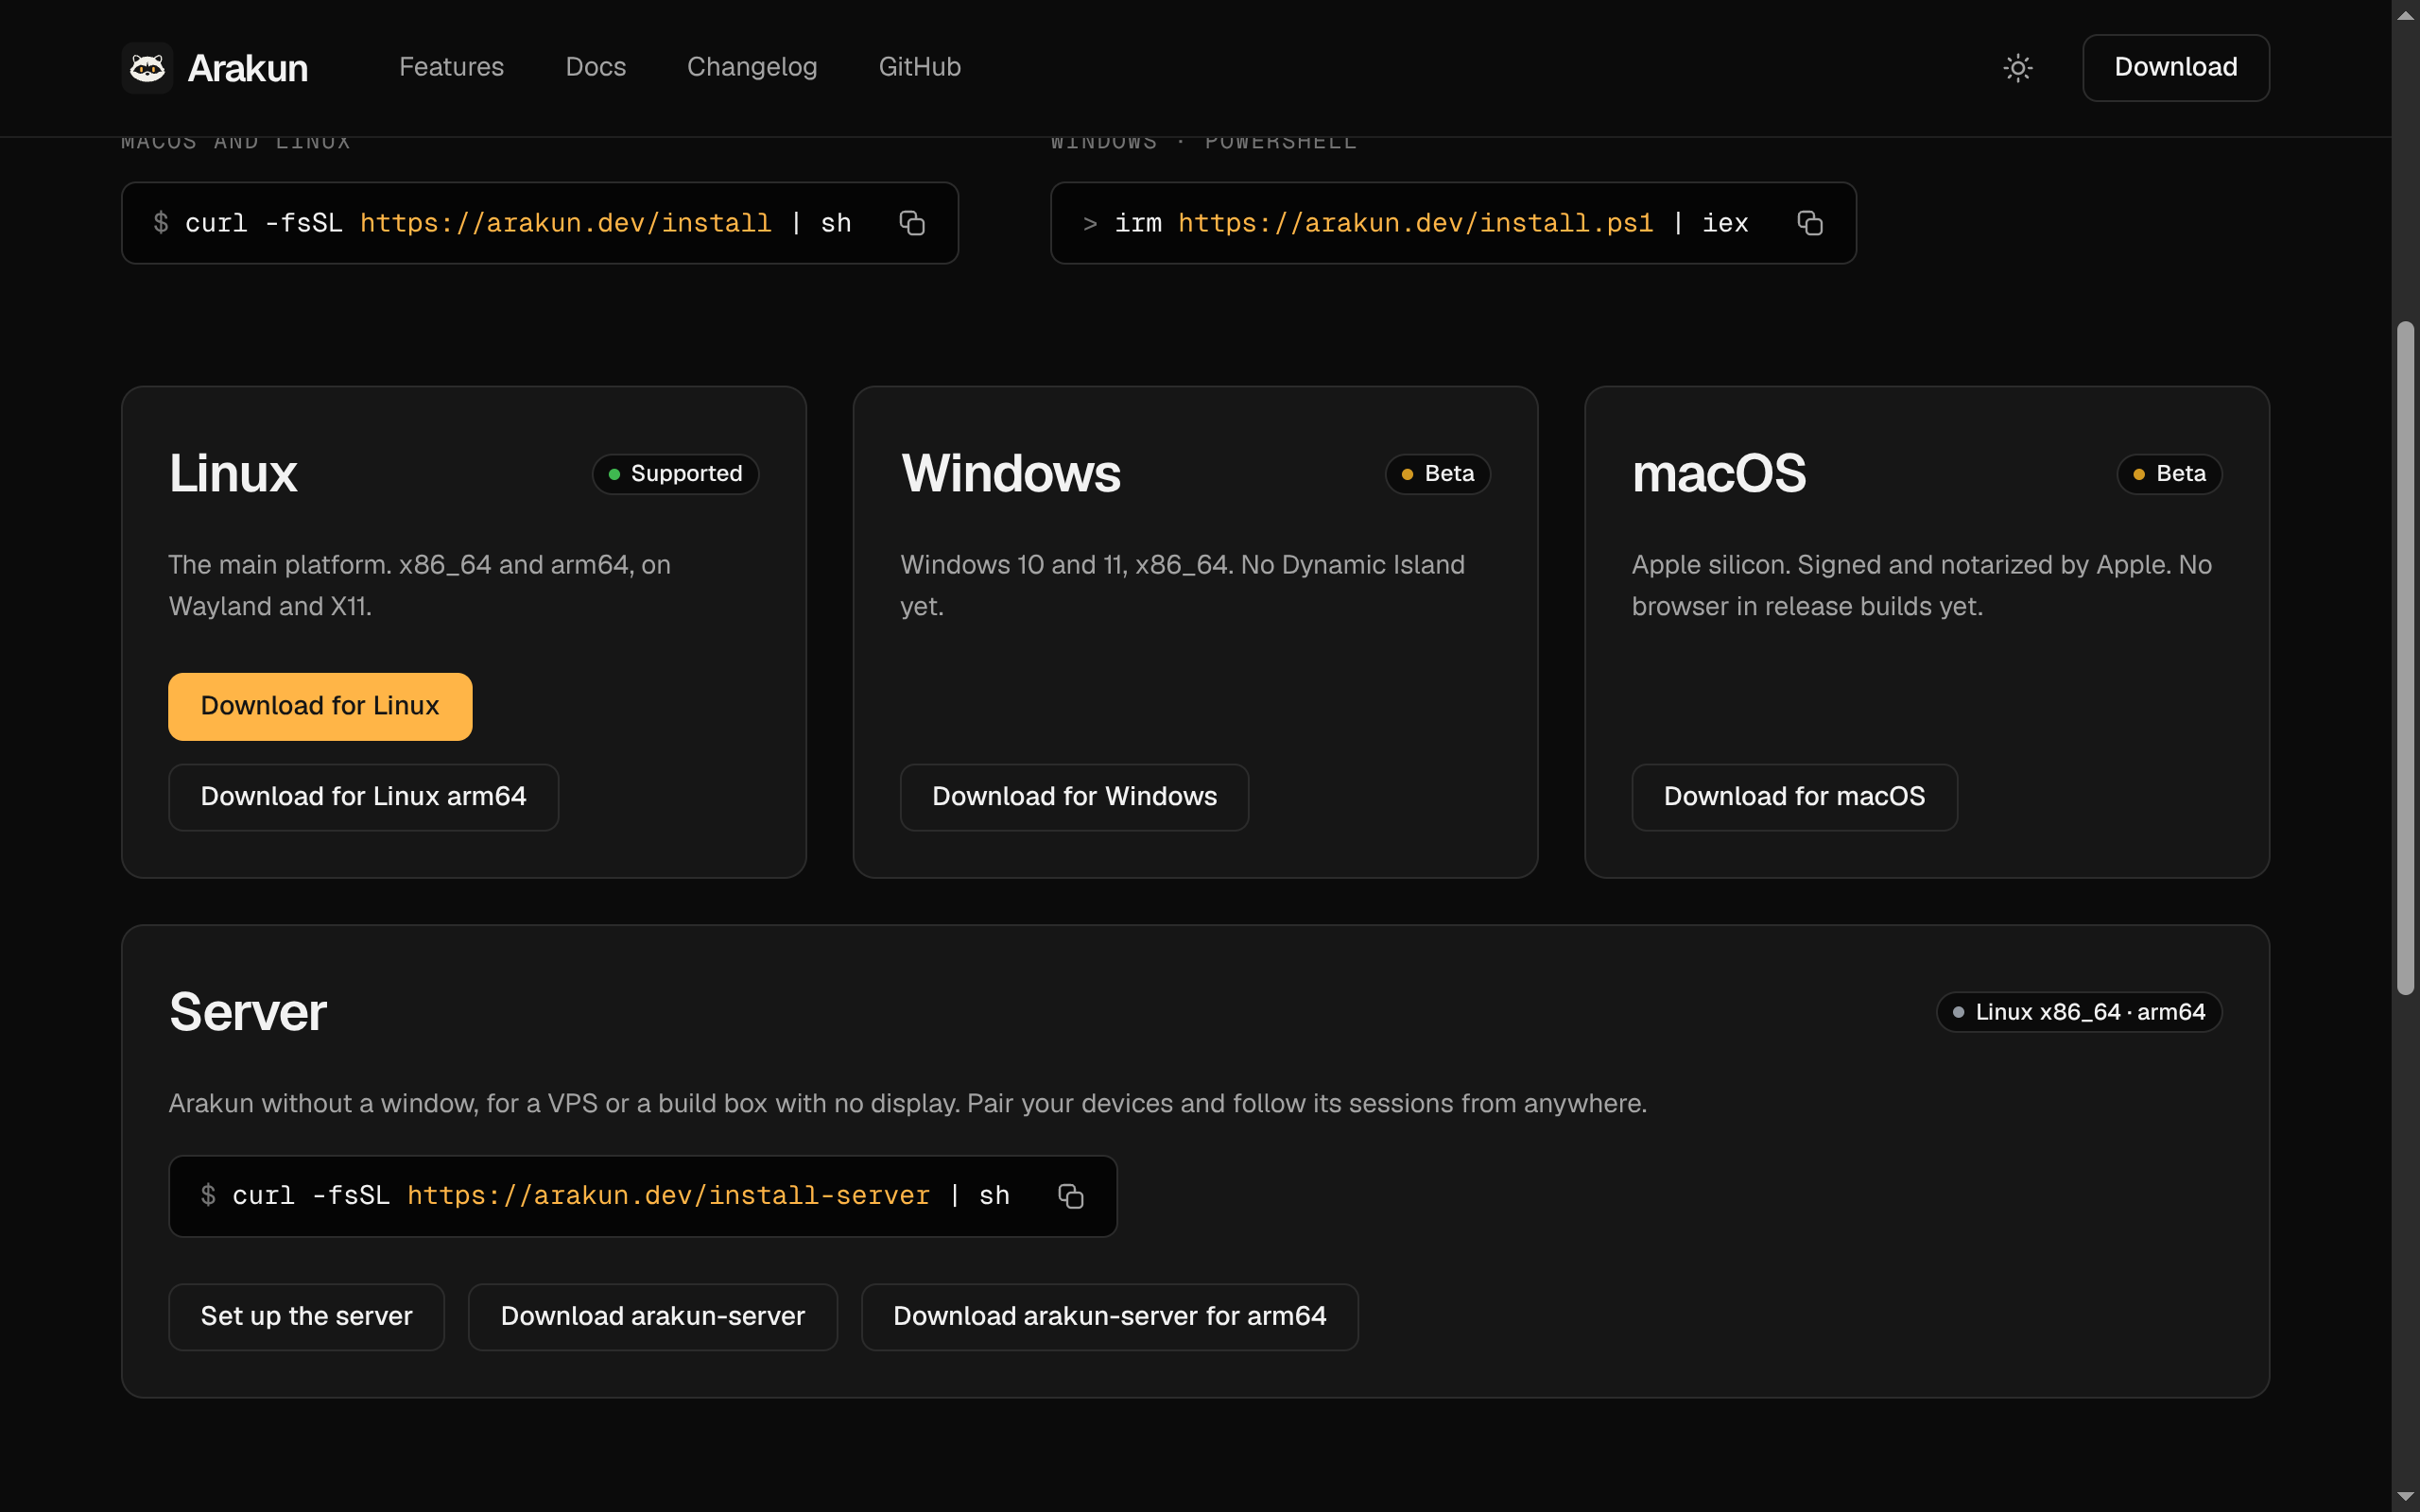 Arakun
Features
Docs
Changelog
GitHub
Download
MACOS AND LINUX
WINDOWS · POWERSHELL
$ curl -fsSL https://arakun.dev/install | sh
> irm https://arakun.dev/install.ps1 | iex
Linux
Supported
The main platform. x86_64 and arm64, on
Wayland and X11.
Download for Linux
Download for Linux arm64
Windows
Beta
Windows 10 and 11, x86_64. No Dynamic Island
yet.
Download for Windows
macOS
Beta
Apple silicon. Signed and notarized by Apple. No
browser in release builds yet.
Download for macOS
Server
Linux x86_64 · arm64
Arakun without a window, for a VPS or a build box with no display. Pair your devices and follow its sessions from anywhere.
$ curl -fsSL https://arakun.dev/install-server | sh
Set up the server
Download arakun-server
Download arakun-server for arm64